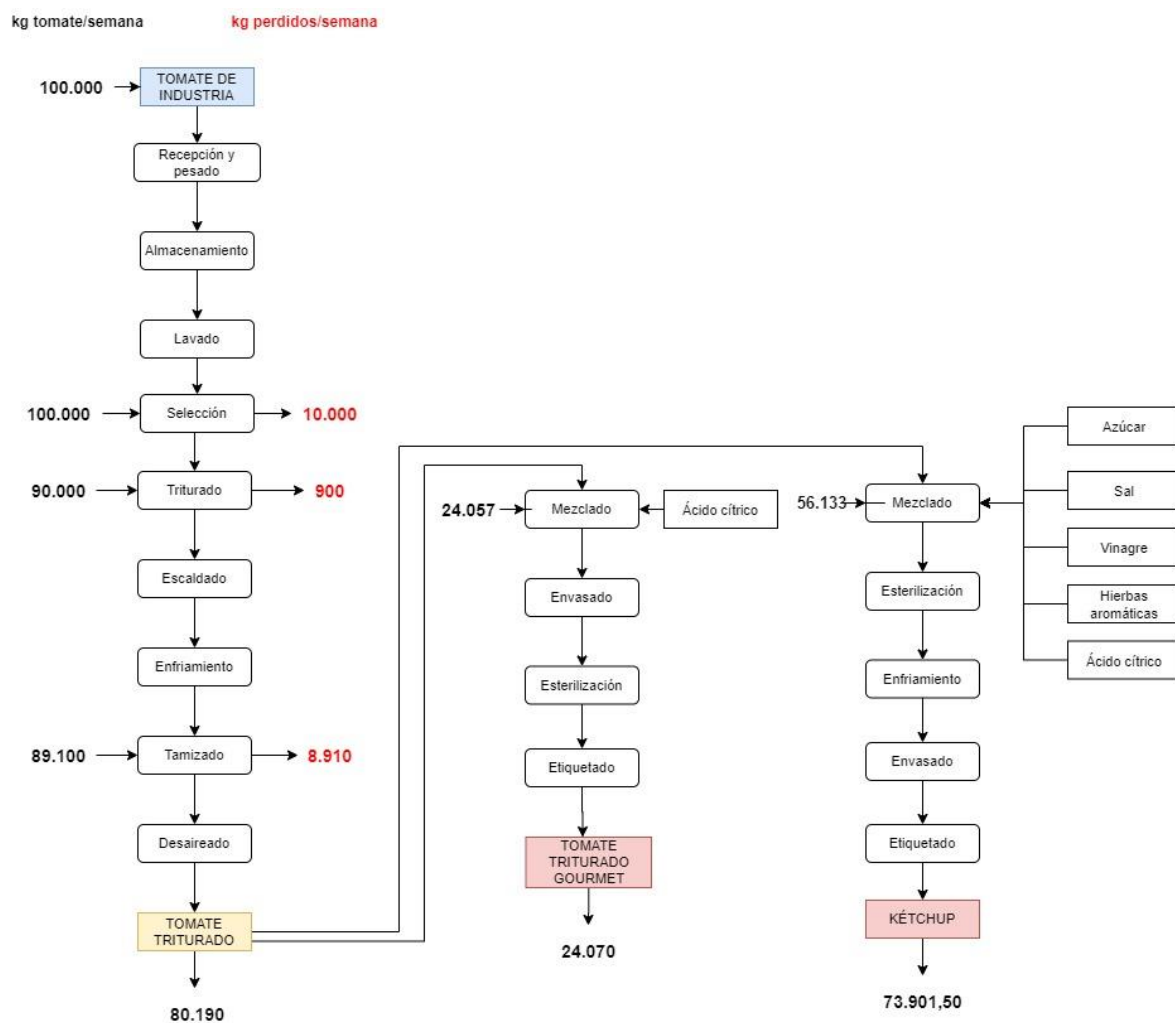 kg tomate/semana
kg perdidos/semana
100.000
TOMATE DE
INDUSTRIA
Recepción y
pesado
Almacenamiento
Lavado
100.000
Selección
10.000
90.000
Triturado
900
Escaldado
Enfriamiento
89.100
Tamizado
8.910
Desaireado
TOMATE
TRITURADO
80.190
24.057
Mezclado
Ácido cítrico
Envasado
Esterilización
Etiquetado
TOMATE
TRITURADO
GOURMET
24.070
56.133
Mezclado
Azúcar
Sal
Vinagre
Hierbas
aromáticas
Ácido cítrico
Esterilización
Enfriamiento
Envasado
Etiquetado
KÉTCHUP
73.901,50